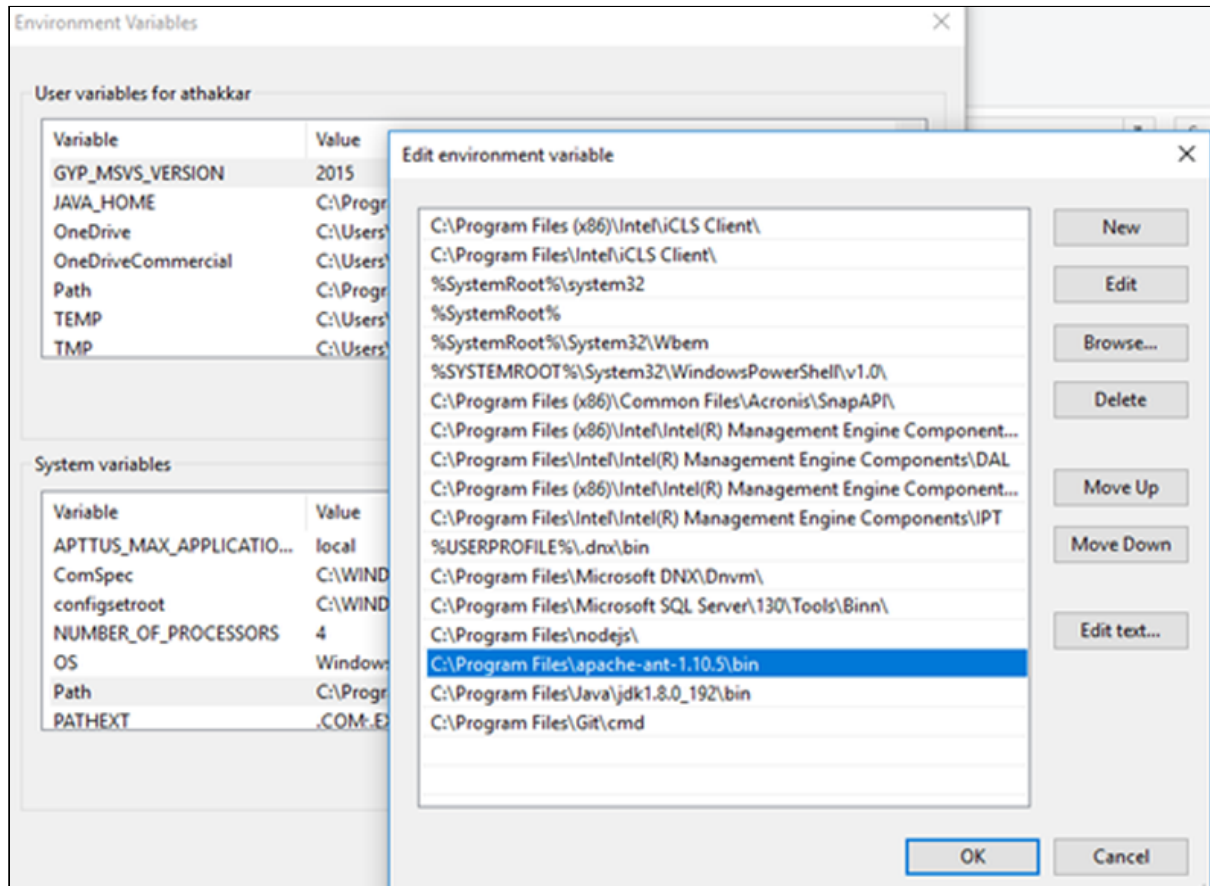 Environment Variables
User variables for athakkar
Variable Value
GYP_MSVS_VERSION 2015
JAVA_HOME C:\Progr
OneDrive C:\Users\
OneDriveCommercial C:\Users\
Path C:\Progr
TEMP C:\Users\
TMP C:\Users\
System variables
Variable Value
APTTUS_MAX_APPLICATIO... local
ComSpec C:\WIND
configsetroot C:\WIND
NUMBER_OF_PROCESSORS 4
OS Window
Path C:\Progr
PATHEXT .COM;.E
Edit environment variable
C:\Program Files (x86)\Intel\iCLS Client\
C:\Program Files\Intel\iCLS Client\
%SystemRoot%\system32
%SystemRoot%
%SystemRoot%\System32\Wbem
%SYSTEMROOT%\System32\WindowsPowerShell\v1.0\
C:\Program Files (x86)\Common Files\Acronis\SnapAPI\
C:\Program Files (x86)\Intel\Intel(R) Management Engine Component...
C:\Program Files\Intel\Intel(R) Management Engine Components\DAL
C:\Program Files (x86)\Intel\Intel(R) Management Engine Component...
C:\Program Files\Intel\Intel(R) Management Engine Components\IPT
%USERPROFILE%\.dnx\bin
C:\Program Files\Microsoft DNX\Dnvm\
C:\Program Files\Microsoft SQL Server\130\Tools\Binn\
C:\Program Files\nodejs\
C:\Program Files\apache-ant-1.10.5\bin
C:\Program Files\Java\jdk1.8.0_192\bin
C:\Program Files\Git\cmd
New
Edit
Browse...
Delete
Move Up
Move Down
Edit text...
OK Cancel